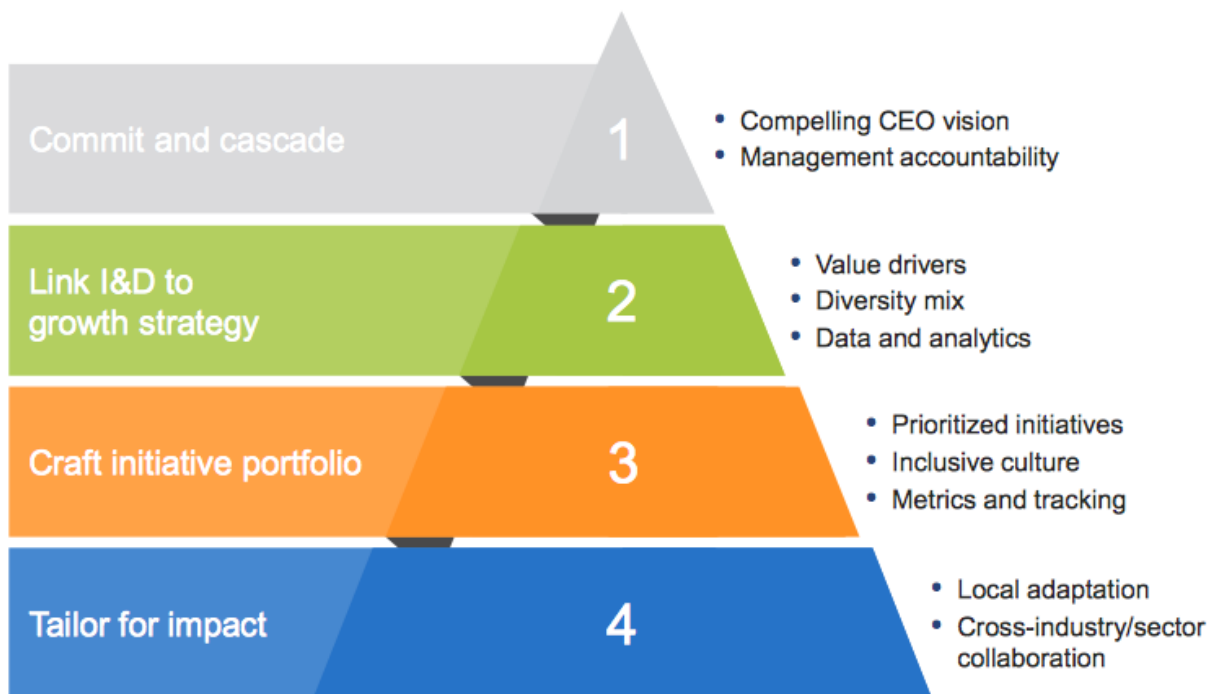 Commit and cascade
1
• Compelling CEO vision
• Management accountability
Link I&D to
growth strategy
2
• Value drivers
• Diversity mix
• Data and analytics
Craft initiative portfolio
3
• Prioritized initiatives
• Inclusive culture
• Metrics and tracking
Tailor for impact
4
• Local adaptation
• Cross-industry/sector
collaboration